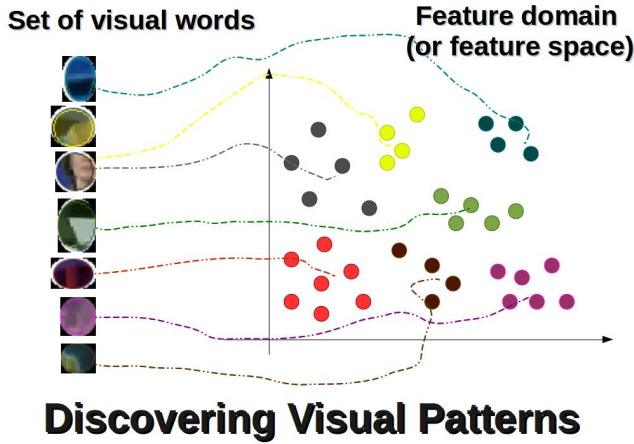 Set of visual words
Feature domain
(or feature space)
Discovering Visual Patterns